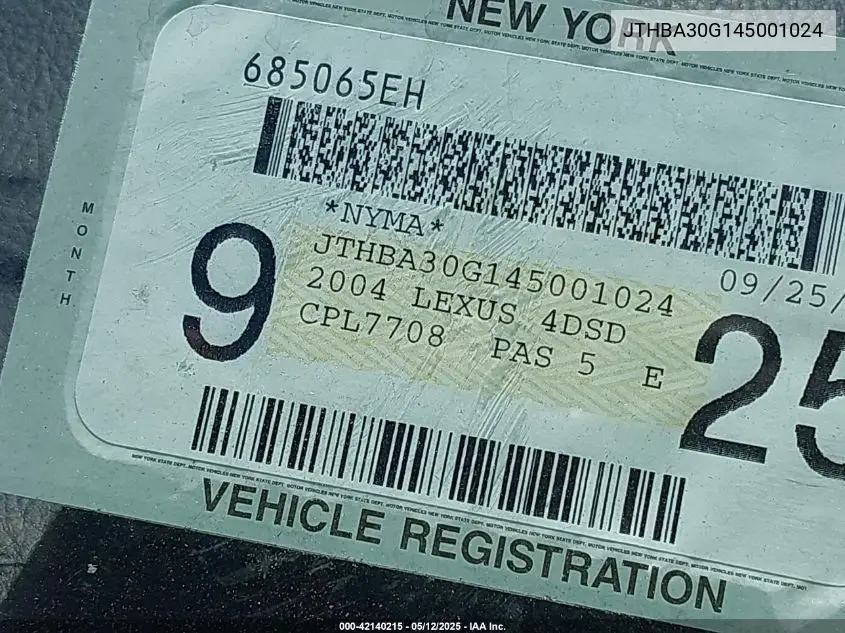 NEW YORK
JTHBA30G145001024
685065EH
*NYMA*
JTHBA30G145001024
09/25/
2004 LEXUS 4DSD
CPL7708 PAS 5 E
MONTH
9
25
VEHICLE REGISTRATION
000-42140215 - 05/12/2025 - IAA Inc.